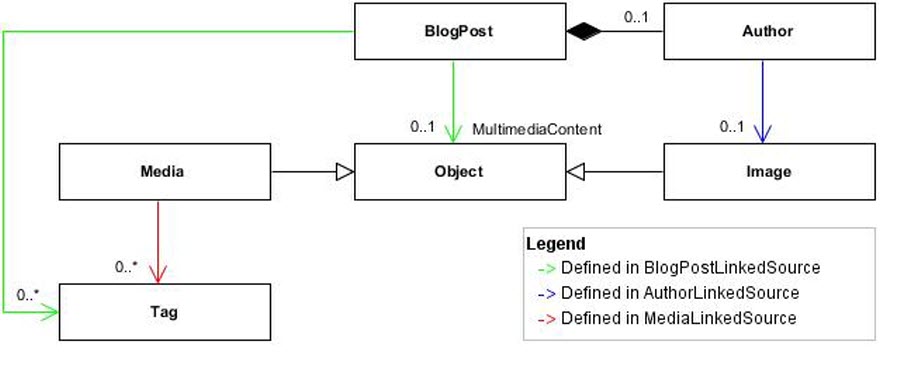 BlogPost
0..1
Author
0..1
MultimediaContent
0..1
Media
Object
Image
0..*
0..*
Tag
Legend
-> Defined in BlogPostLinkedSource
-> Defined in AuthorLinkedSource
-> Defined in MediaLinkedSource